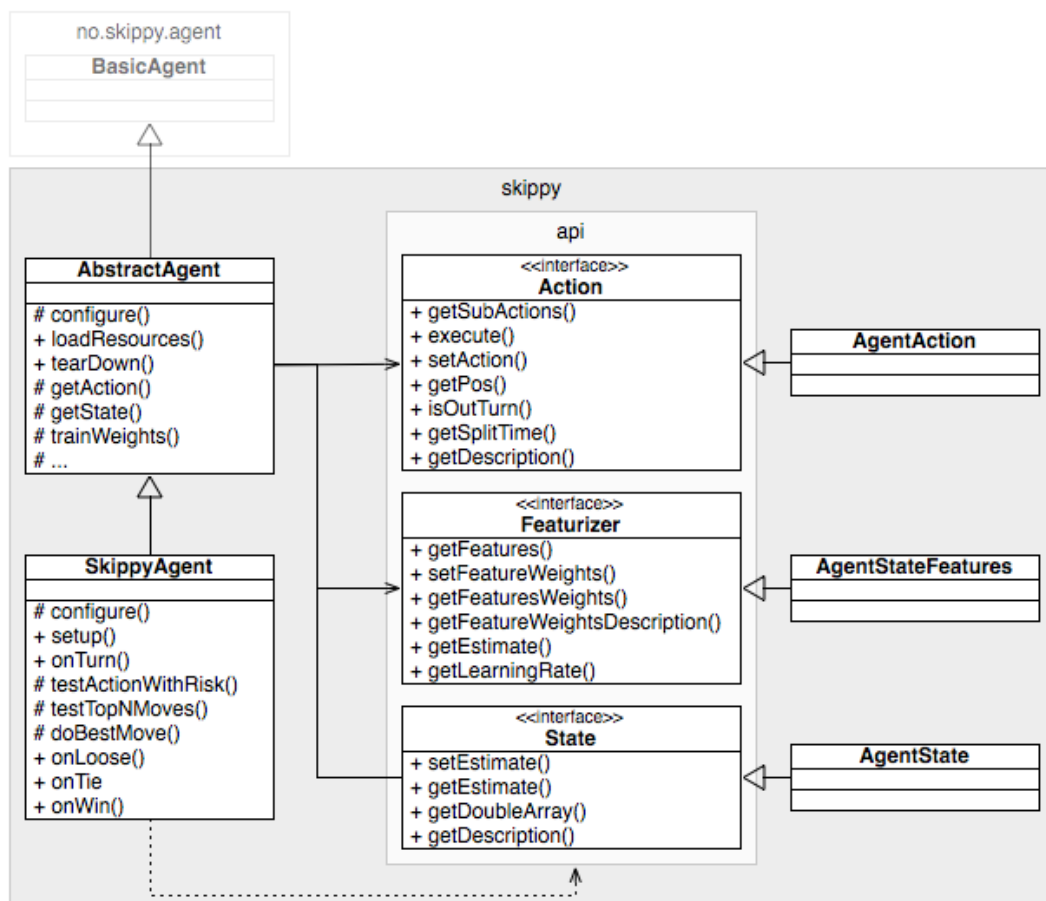 no.skippy.agent
BasicAgent
skippy
api
AbstractAgent
# configure()
+ loadResources()
+ tearDown()
# getAction()
# getState()
# trainWeights()
# ...
<<interface>>
Action
+ getSubActions()
+ execute()
+ setAction()
+ getPos()
+ isOutTurn()
+ getSplitTime()
+ getDescription()
AgentAction
SkippyAgent
# configure()
+ setup()
+ onTurn()
# testActionWithRisk()
# testTopNMoves()
# doBestMove()
+ onLoose()
+ onTie
+ onWin()
<<interface>>
Featurizer
+ getFeatures()
+ setFeatureWeights()
+ getFeaturesWeights()
+ getFeatureWeightsDescription()
+ getEstimate()
+ getLearningRate()
AgentStateFeatures
<<interface>>
State
+ setEstimate()
+ getEstimate()
+ getDoubleArray()
+ getDescription()
AgentState